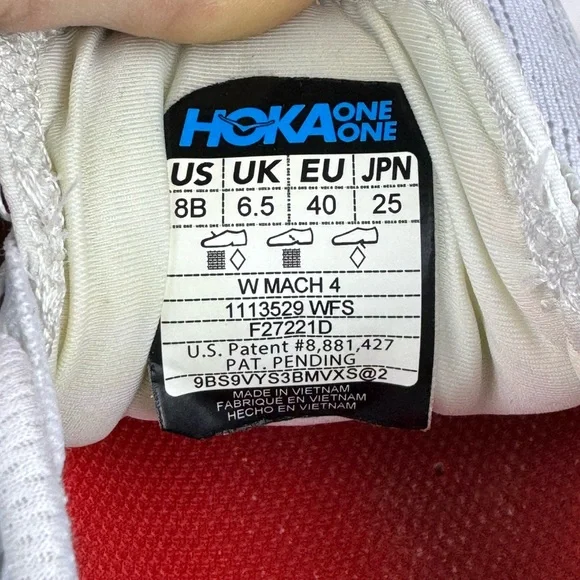 HOKA ONE ONE
US UK EU JPN
8B 6.5 40 25
W MACH 4
1113529 WFS
F27221D
U.S. Patent #8,881,427
PAT. PENDING
9BS9VYS3BMVXS@2
MADE IN VIETNAM
FABRIQUE EN VIETNAM
HECHO EN VIETNAM